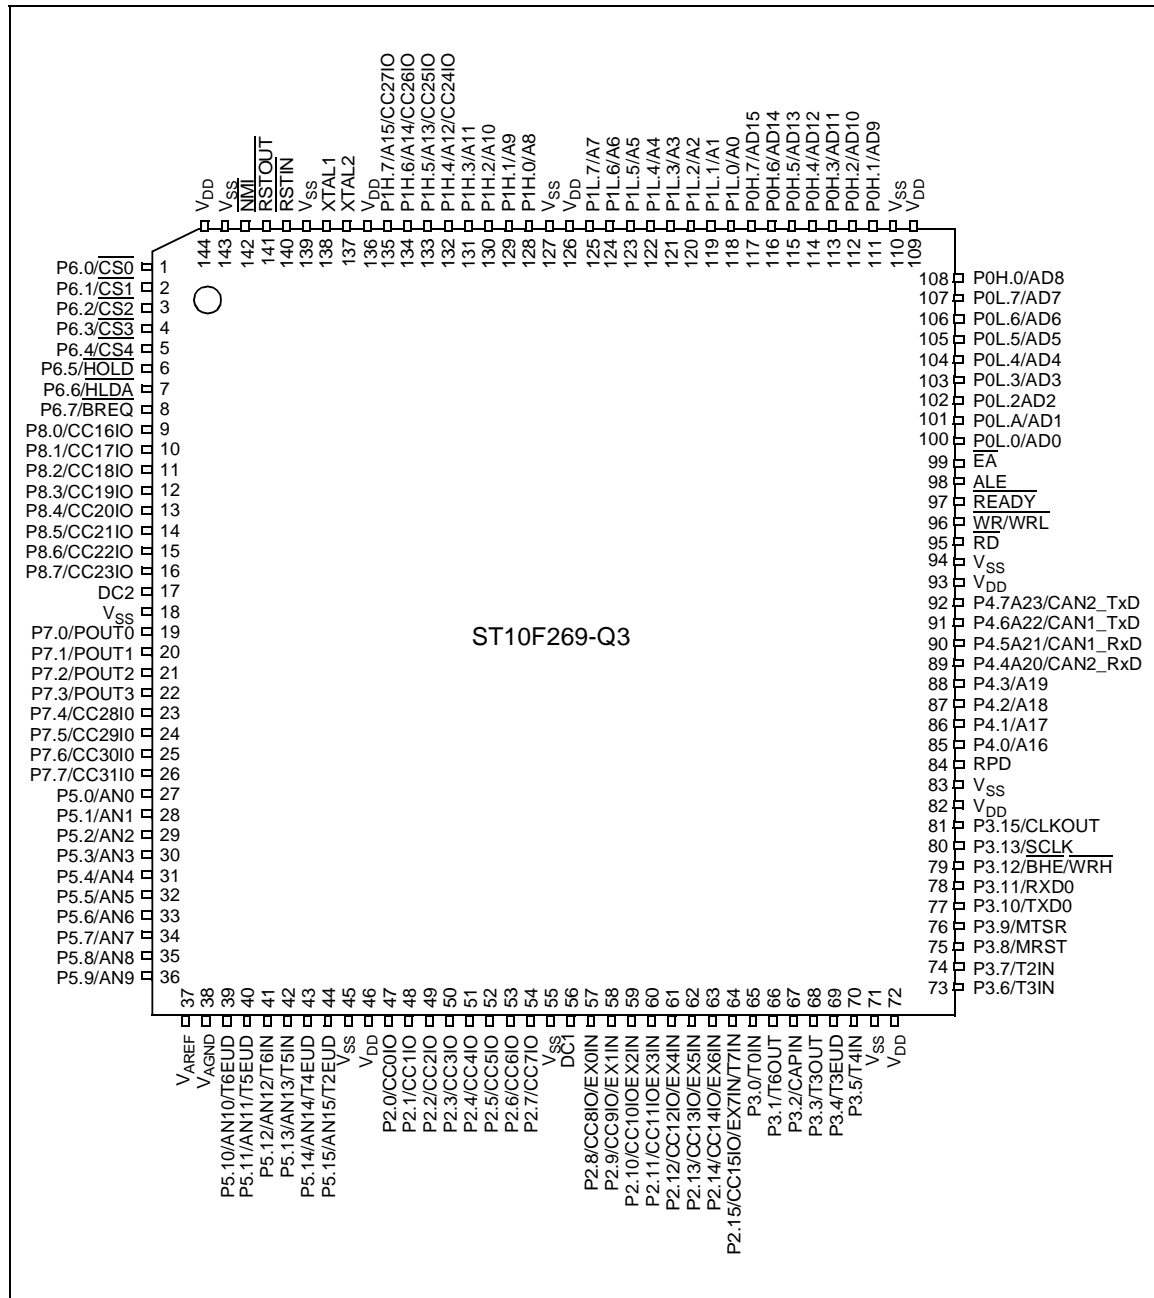 VDD
VSS
NMI
RSTOUT
RSTIN
VSS
XTAL1
XTAL2
VDD
P1H.7/A15/CC27IO
P1H.6/A14/CC26IO
P1H.5/A13/CC25IO
P1H.4/A12/CC24IO
P1H.3/A11
P1H.2/A10
P1H.1/A9
P1H.0/A8
VSS
VDD
P1L.7/A7
P1L.6/A6
P1L.5/A5
P1L.4/A4
P1L.3/A3
P1L.2/A2
P1L.1/A1
P1L.0/A0
P0H.7/AD15
P0H.6/AD14
P0H.5/AD13
P0H.4/AD12
P0H.3/AD11
P0H.2/AD10
P0H.1/AD9
VSS
VDD
144
143
142
141
140
139
138
137
136
135
134
133
132
131
130
129
128
127
126
125
124
123
122
121
120
119
118
117
116
115
114
113
112
111
110
109
P6.0/CS0 1
P6.1/CS1 2
P6.2/CS2 3
P6.3/CS3 4
P6.4/CS4 5
P6.5/HOLD 6
P6.6/HLDA 7
P6.7/BREQ 8
P8.0/CC16IO 9
P8.1/CC17IO 10
P8.2/CC18IO 11
P8.3/CC19IO 12
P8.4/CC20IO 13
P8.5/CC21IO 14
P8.6/CC22IO 15
P8.7/CC23IO 16
DC2 17
VSS 18
P7.0/POUT0 19
P7.1/POUT1 20
P7.2/POUT2 21
P7.3/POUT3 22
P7.4/CC28I0 23
P7.5/CC29I0 24
P7.6/CC30I0 25
P7.7/CC31I0 26
P5.0/AN0 27
P5.1/AN1 28
P5.2/AN2 29
P5.3/AN3 30
P5.4/AN4 31
P5.5/AN5 32
P5.6/AN6 33
P5.7/AN7 34
P5.8/AN8 35
P5.9/AN9 36
ST10F269-Q3
108 P0H.0/AD8
107 P0L.7/AD7
106 P0L.6/AD6
105 P0L.5/AD5
104 P0L.4/AD4
103 P0L.3/AD3
102 P0L.2AD2
101 P0L.A/AD1
100 P0L.0/AD0
99 EA
98 ALE
97 READY
96 WR/WRL
95 RD
94 VSS
93 VDD
92 P4.7A23/CAN2_TxD
91 P4.6A22/CAN1_TxD
90 P4.5A21/CAN1_RxD
89 P4.4A20/CAN2_RxD
88 P4.3/A19
87 P4.2/A18
86 P4.1/A17
85 P4.0/A16
84 RPD
83 VSS
82 VDD
81 P3.15/CLKOUT
80 P3.13/SCLK
79 P3.12/BHE/WRH
78 P3.11/RXD0
77 P3.10/TXD0
76 P3.9/MTSR
75 P3.8/MRST
74 P3.7/T2IN
73 P3.6/T3IN
37
38
39
40
41
42
43
44
45
46
47
48
49
50
51
52
53
54
55
56
57
58
59
60
61
62
63
64
65
66
67
68
69
70
71
72
VAREF
VAGND
P5.10/AN10/T6EUD
P5.11/AN11/T5EUD
P5.12/AN12/T6IN
P5.13/AN13/T5IN
P5.14/AN14/T4EUD
P5.15/AN15/T2EUD
VSS
VDD
P2.0/CC0IO
P2.1/CC1IO
P2.2/CC2IO
P2.3/CC3IO
P2.4/CC4IO
P2.5/CC5IO
P2.6/CC6IO
P2.7/CC7IO
VSS
DC1
P2.8/CC8IO/EX0IN
P2.9/CC9IO/EX1IN
P2.10/CC10IOEX2IN
P2.11/CC11IOEX3IN
P2.12/CC12IO/EX4IN
P2.13/CC13IO/EX5IN
P2.14/CC14IO/EX6IN
P2.15/CC15IO/EX7IN/T7IN
P3.0/T0IN
P3.1/T6OUT
P3.2/CAPIN
P3.3/T3OUT
P3.4/T3EUD
P3.5/T4IN
VSS
VDD